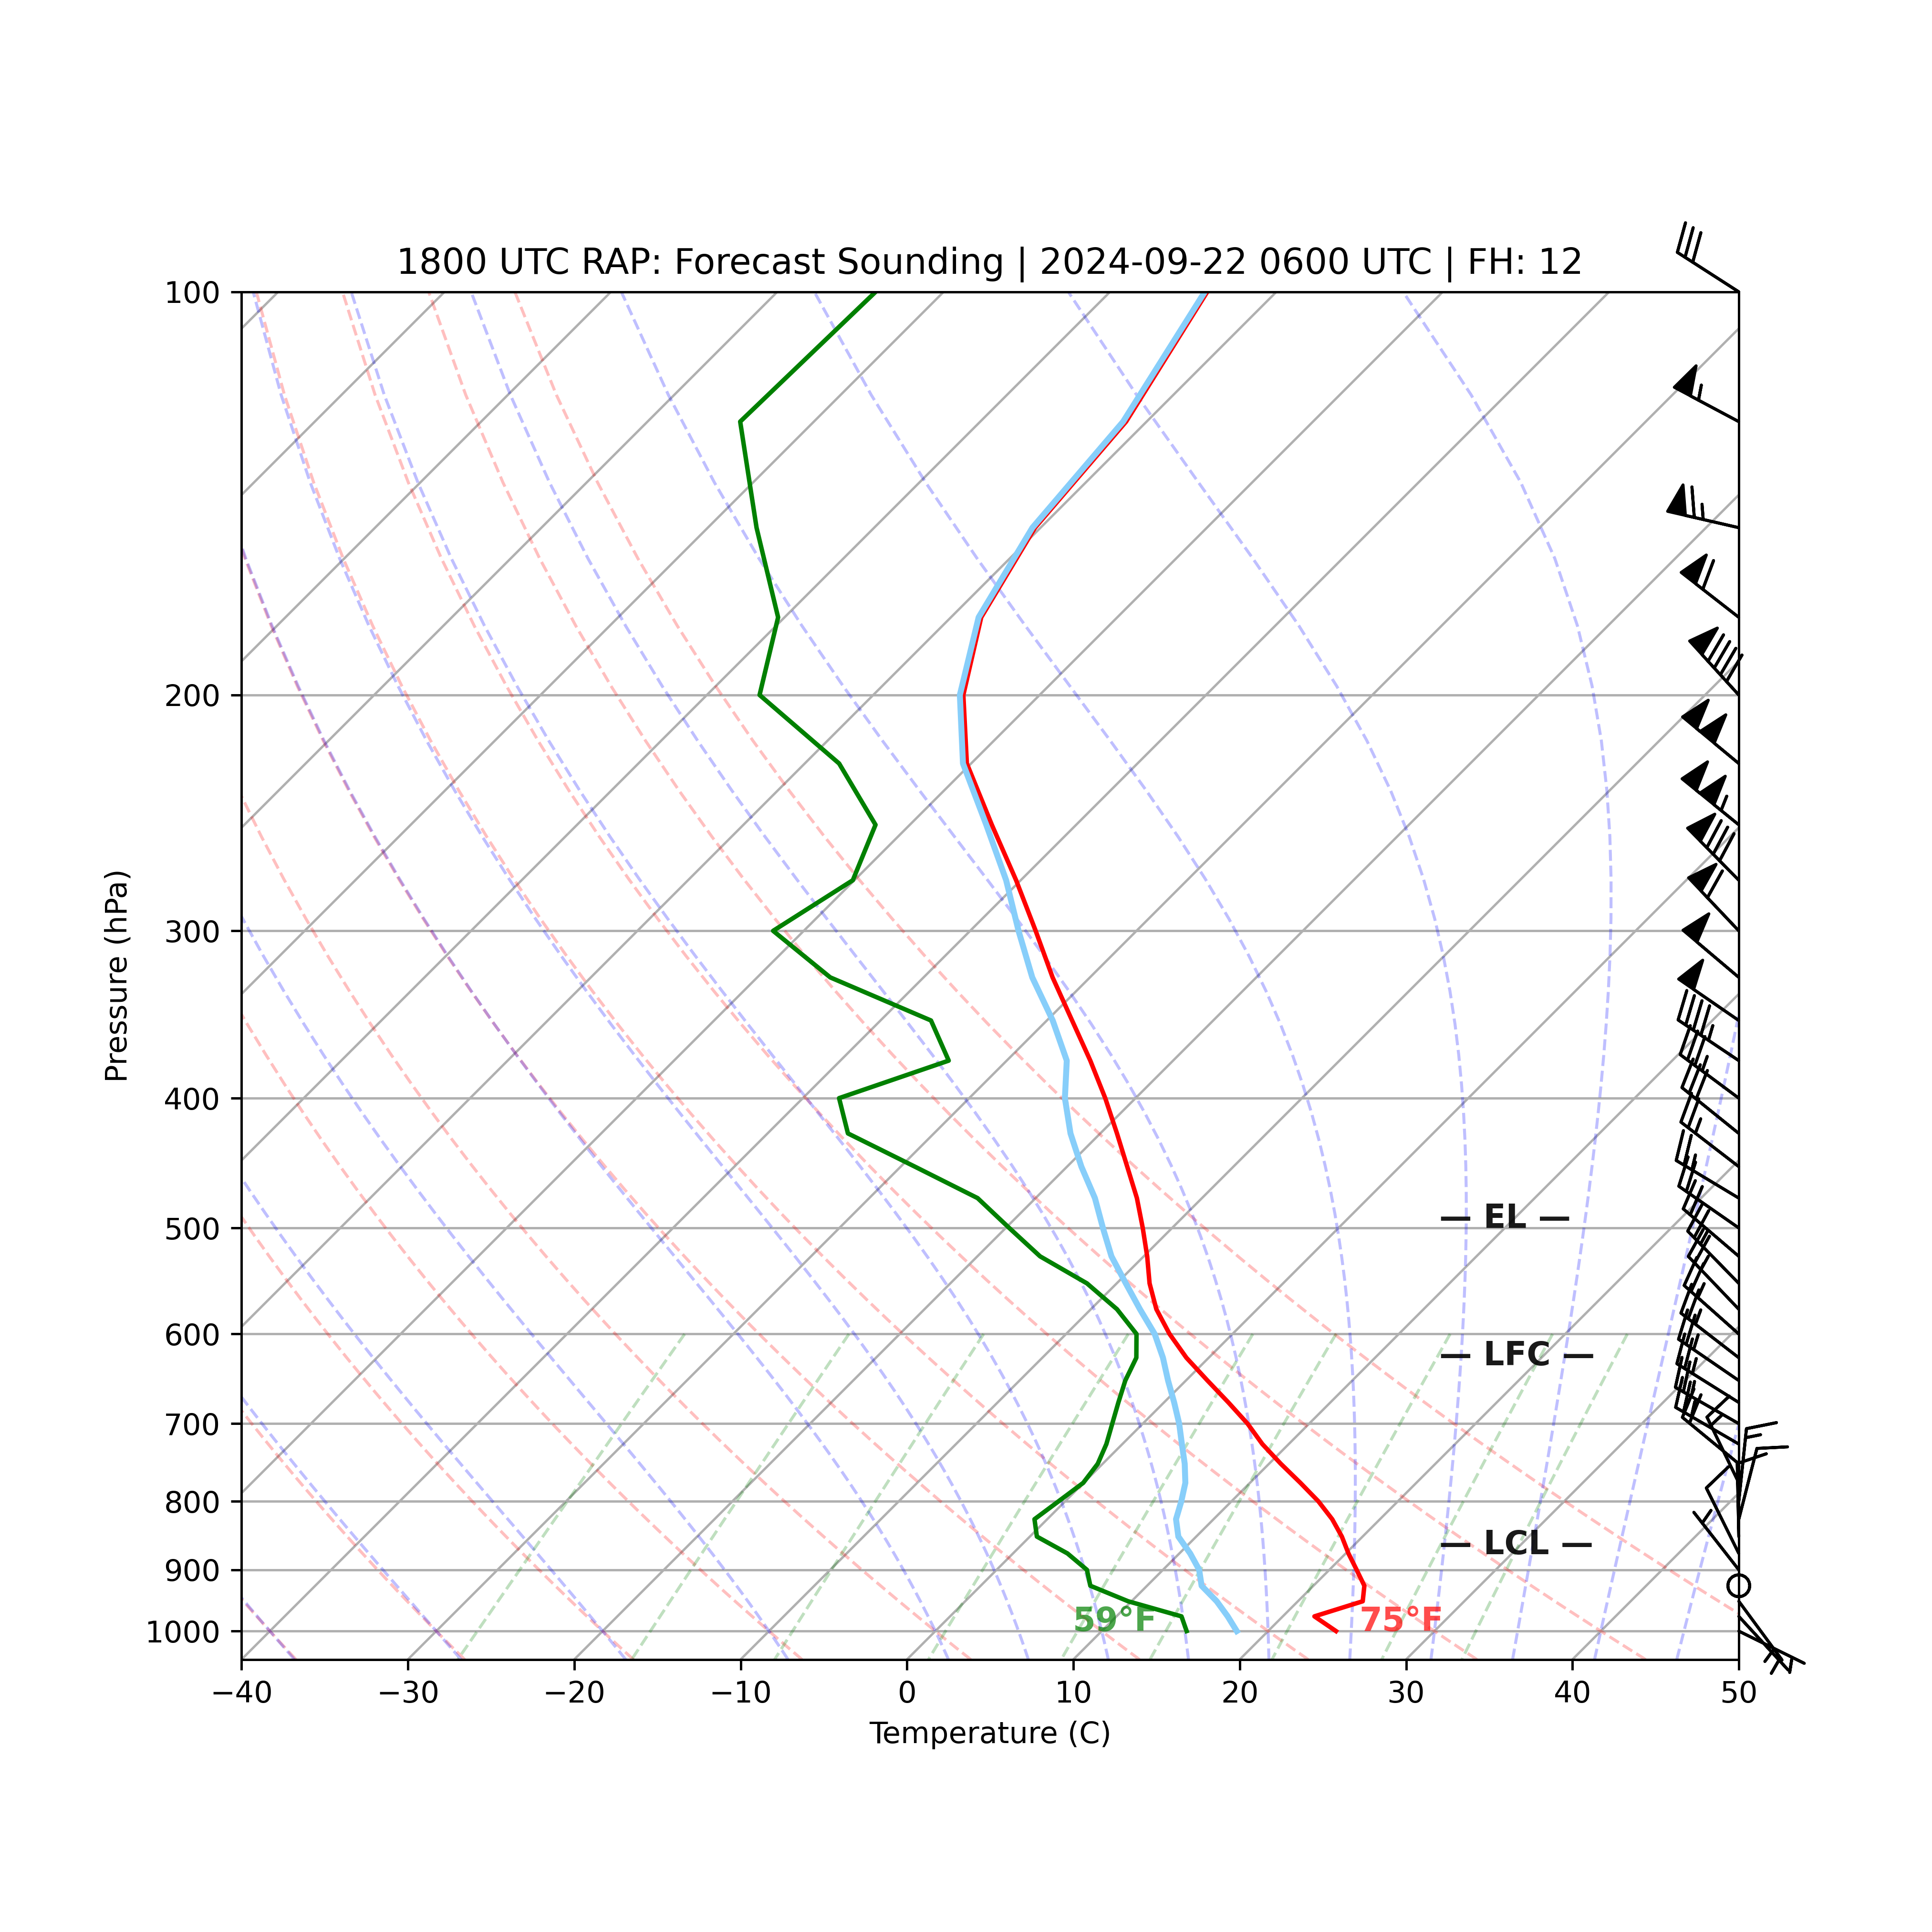 1800 UTC RAP: Forecast Sounding | 2024-09-22 0600 UTC | FH: 12
100
200
300
400
500
600
700
800
900
1000
Pressure (hPa)
— EL —
— LFC —
— LCL —
59°F
75°F
−40 −30 −20 −10 0 10 20 30 40 50
Temperature (C)